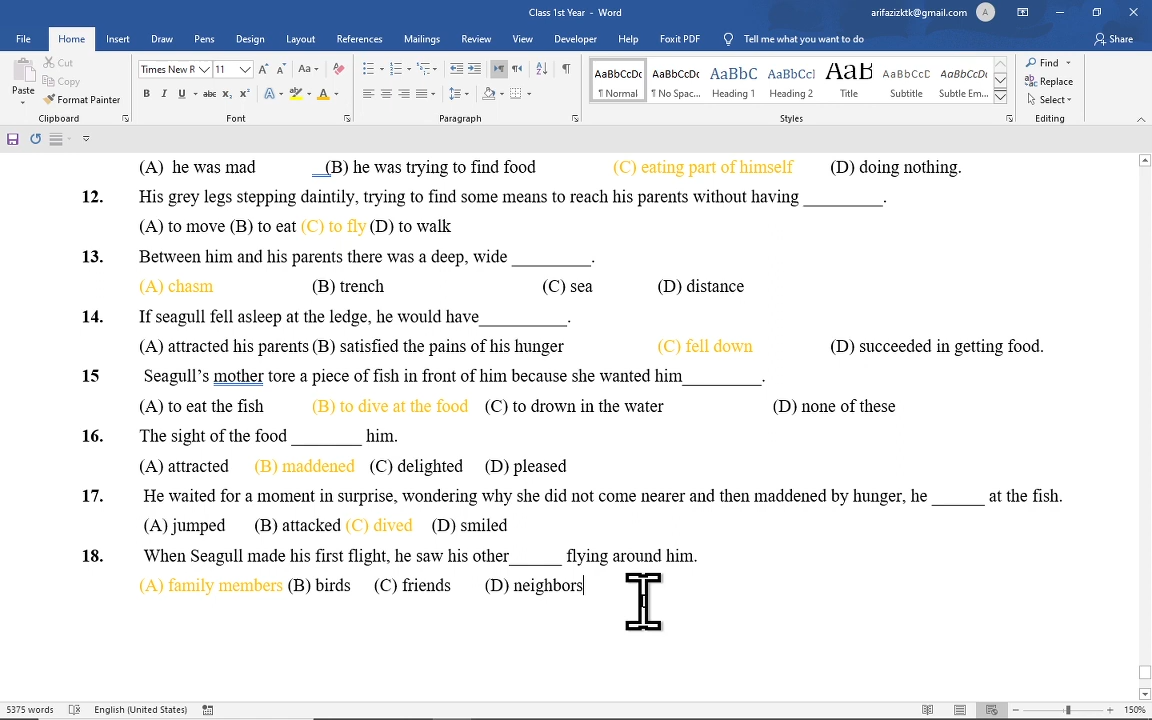 Class 1st Year - Word
arifazizktk@gmail.com A
File Home Insert Draw Pens Design Layout References Mailings Review View Developer Help Foxit PDF Tell me what you want to do Share
Paste Cut Copy Format Painter
Times New R 11
AaBbCcDc AaBbCcDc AaBbC AaBbCcl AaB AaBbCcD AaBbCcDt
¶ Normal ¶ No Spac... Heading 1 Heading 2 Title Subtitle Subtle Em...
Find Replace Select
Clipboard Font Paragraph Styles Editing
(A) he was mad __(B) he was trying to find food (C) eating part of himself (D) doing nothing.
12. His grey legs stepping daintily, trying to find some means to reach his parents without having _________.
(A) to move (B) to eat (C) to fly (D) to walk
13. Between him and his parents there was a deep, wide _________.
(A) chasm (B) trench (C) sea (D) distance
14. If seagull fell asleep at the ledge, he would have__________.
(A) attracted his parents (B) satisfied the pains of his hunger (C) fell down (D) succeeded in getting food.
15 Seagull’s mother tore a piece of fish in front of him because she wanted him_________.
(A) to eat the fish (B) to dive at the food (C) to drown in the water (D) none of these
16. The sight of the food ________ him.
(A) attracted (B) maddened (C) delighted (D) pleased
17. He waited for a moment in surprise, wondering why she did not come nearer and then maddened by hunger, he ______ at the fish.
(A) jumped (B) attacked (C) dived (D) smiled
18. When Seagull made his first flight, he saw his other______ flying around him.
(A) family members (B) birds (C) friends (D) neighbors
5375 words English (United States) 150%